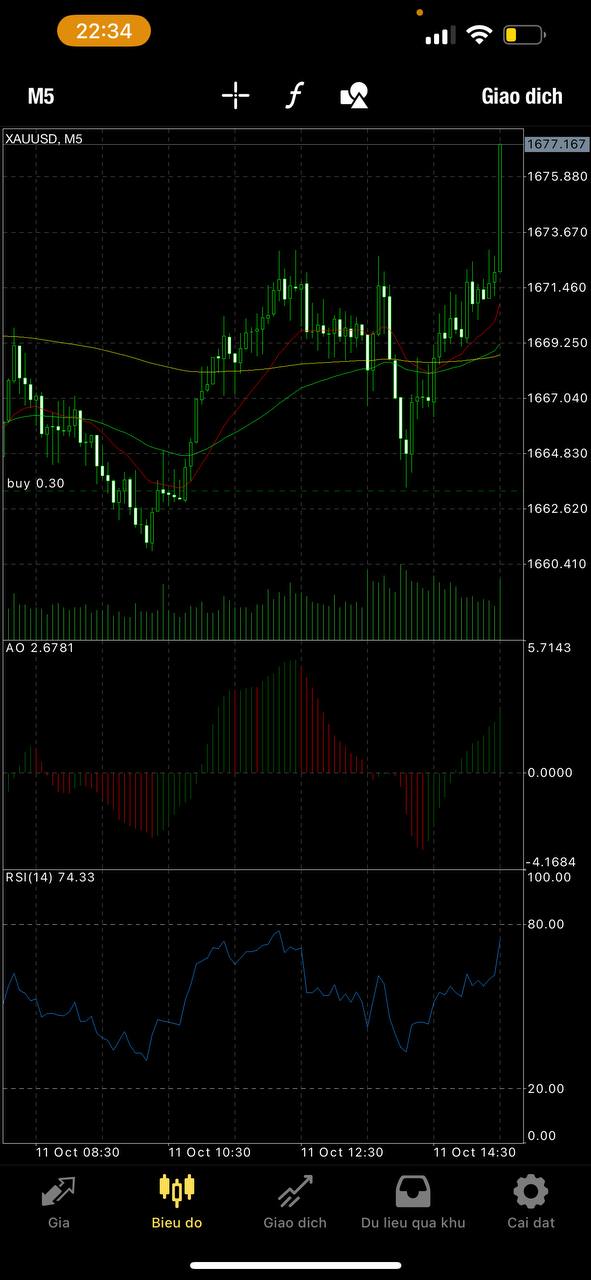 22:34
M5
Giao dich
XAUUSD, M5
1677.167
1675.880
1673.670
1671.460
1669.250
1667.040
1664.830
buy 0.30
1662.620
1660.410
AO 2.6781
5.7143
0.0000
-4.1684
RSI(14) 74.33
100.00
80.00
20.00
0.00
11 Oct 08:30
11 Oct 10:30
11 Oct 12:30
11 Oct 14:30
Gia
Bieu do
Giao dich
Du lieu qua khu
Cai dat